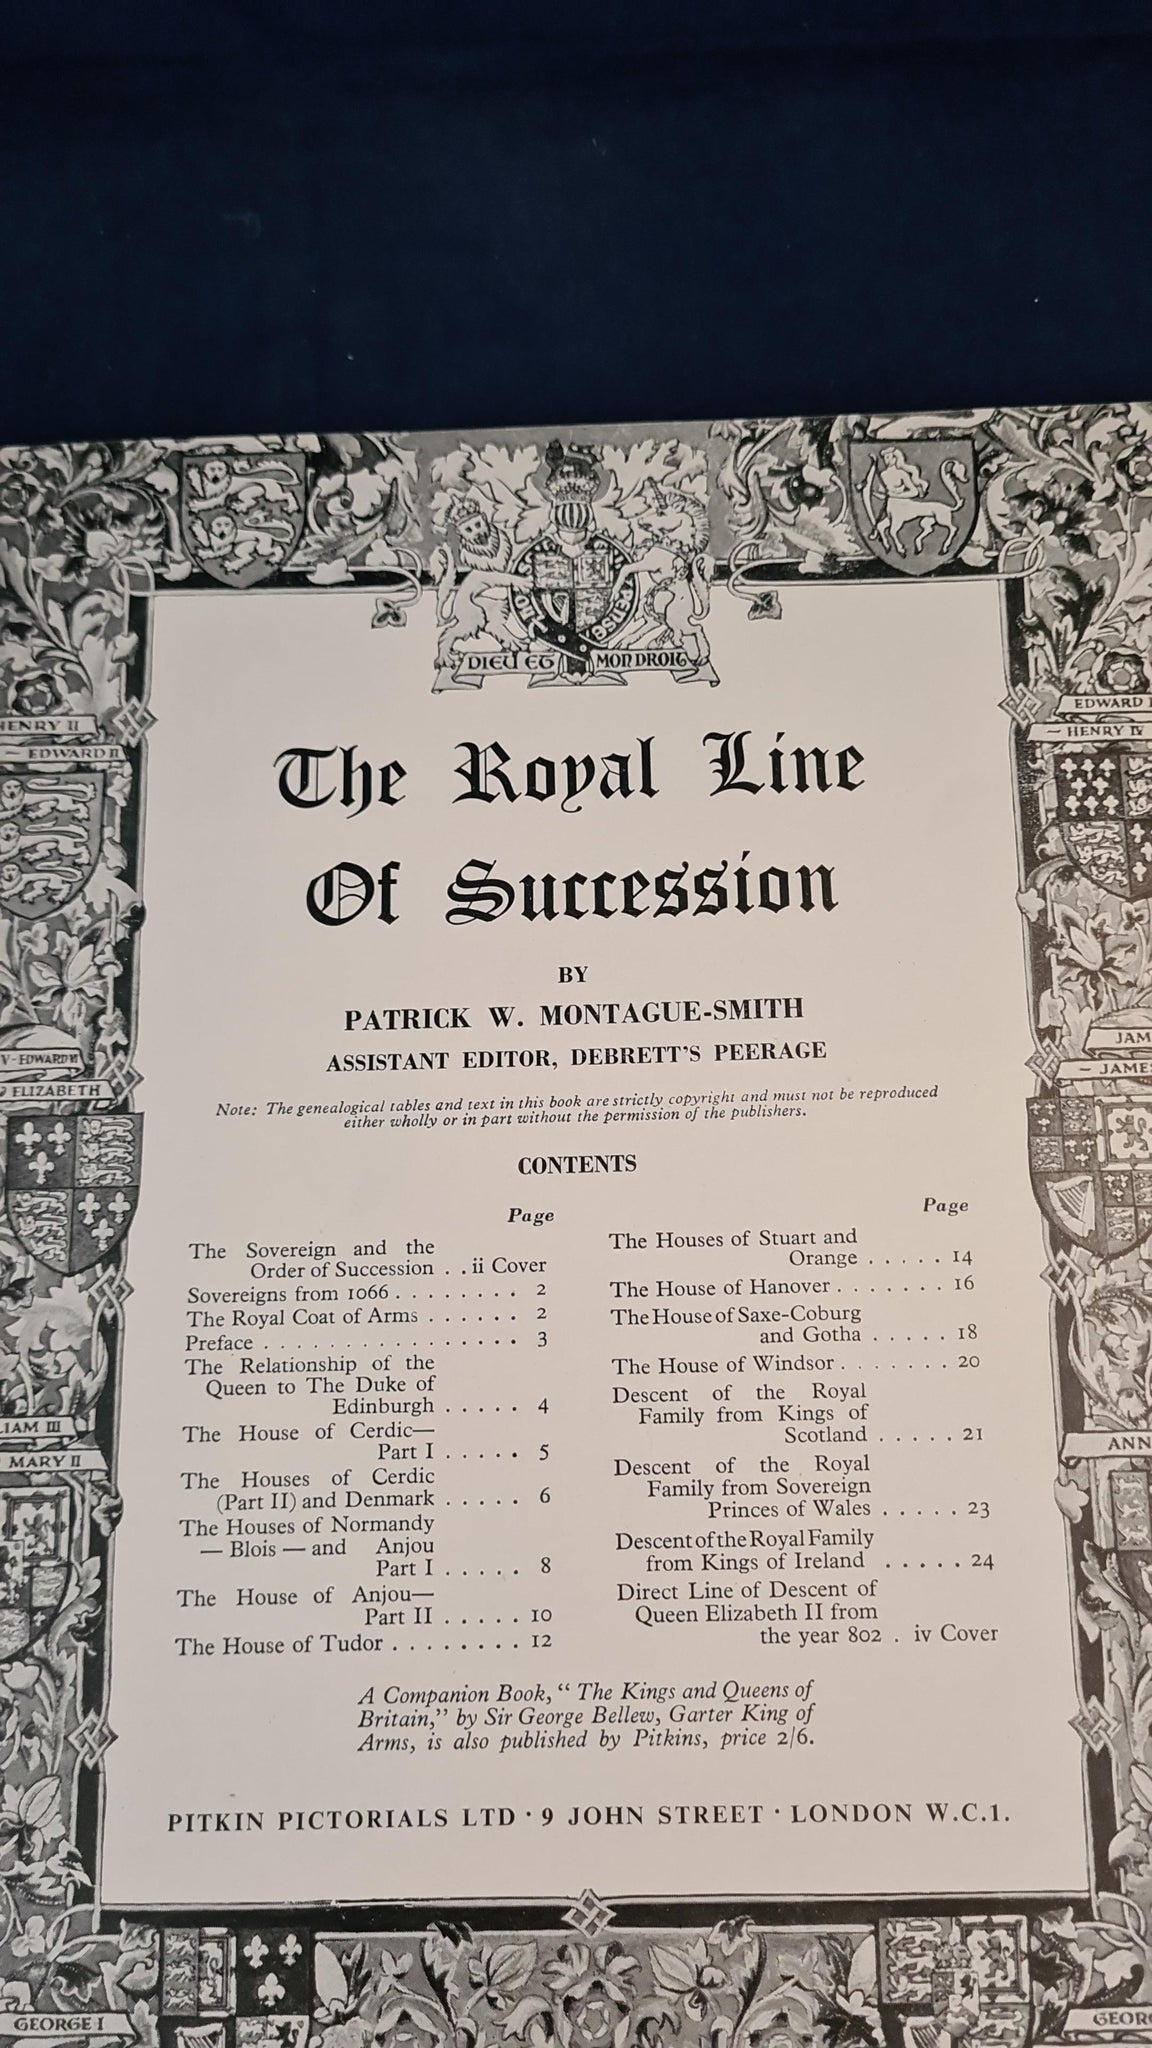 DIEU ET MON DROIT
HENRY II
EDWARD II
EDWARD
HENRY IV
The Royal Line
Of Succession
BY
PATRICK W. MONTAGUE-SMITH
ASSISTANT EDITOR, DEBRETT'S PEERAGE
V-EDWARD VI
ELIZABETH
JAM
JAMES
Note: The genealogical tables and text in this book are strictly copyright and must not be reproduced
either wholly or in part without the permission of the publishers.
CONTENTS
Page
The Sovereign and the
Order of Succession . . ii Cover
Sovereigns from 1066 . . . . . . . . 2
The Royal Coat of Arms . . . . . . 2
Preface . . . . . . . . . . . . . . . . 3
The Relationship of the
Queen to The Duke of
Edinburgh . . . . . 4
The House of Cerdic—
Part I . . . . . 5
The Houses of Cerdic
(Part II) and Denmark . . . . . 6
The Houses of Normandy
— Blois — and Anjou
Part I . . . . . 8
The House of Anjou—
Part II . . . . . 10
The House of Tudor . . . . . . . . 12
Page
The Houses of Stuart and
Orange . . . . . 14
The House of Hanover . . . . . . . 16
The House of Saxe-Coburg
and Gotha . . . . . 18
The House of Windsor . . . . . . . 20
Descent of the Royal
Family from Kings of
Scotland . . . . . 21
Descent of the Royal
Family from Sovereign
Princes of Wales . . . . . 23
Descent of the Royal Family
from Kings of Ireland . . . . . 24
Direct Line of Descent of
Queen Elizabeth II from
the year 802 . iv Cover
LIAM III
MARY II
ANN
A Companion Book, "The Kings and Queens of
Britain," by Sir George Bellew, Garter King of
Arms, is also published by Pitkins, price 2/6.
PITKIN PICTORIALS LTD · 9 JOHN STREET · LONDON W.C.1.
GEORGE I
GEOR